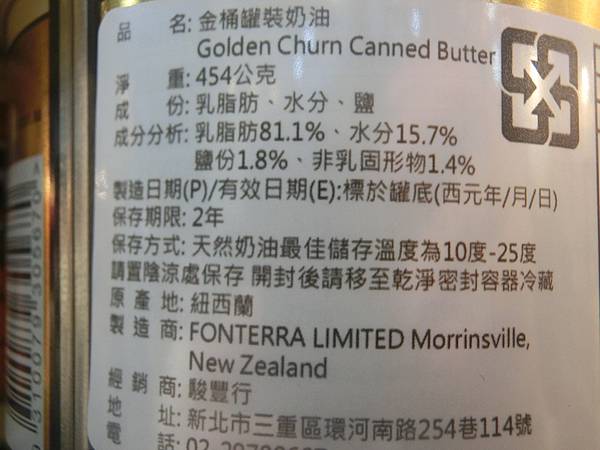 品 名: 金桶罐裝奶油
Golden Churn Canned Butter
淨 重: 454公克
成 份: 乳脂肪、水分、鹽
成分分析: 乳脂肪81.1%、水分15.7%
鹽份1.8%、非乳固形物1.4%
製造日期(P)/有效日期(E):標於罐底(西元年/月/日)
保存期限: 2年
保存方式: 天然奶油最佳儲存溫度為10度-25度
請置陰涼處保存 開封後請移至乾淨密封容器冷藏
原 產 地: 紐西蘭
製 造 商: FONTERRA LIMITED Morrinsville,
New Zealand
經 銷 商: 駿豐行
地 址: 新北市三重區環河南路254巷114號
電 話: 02
310079 305670